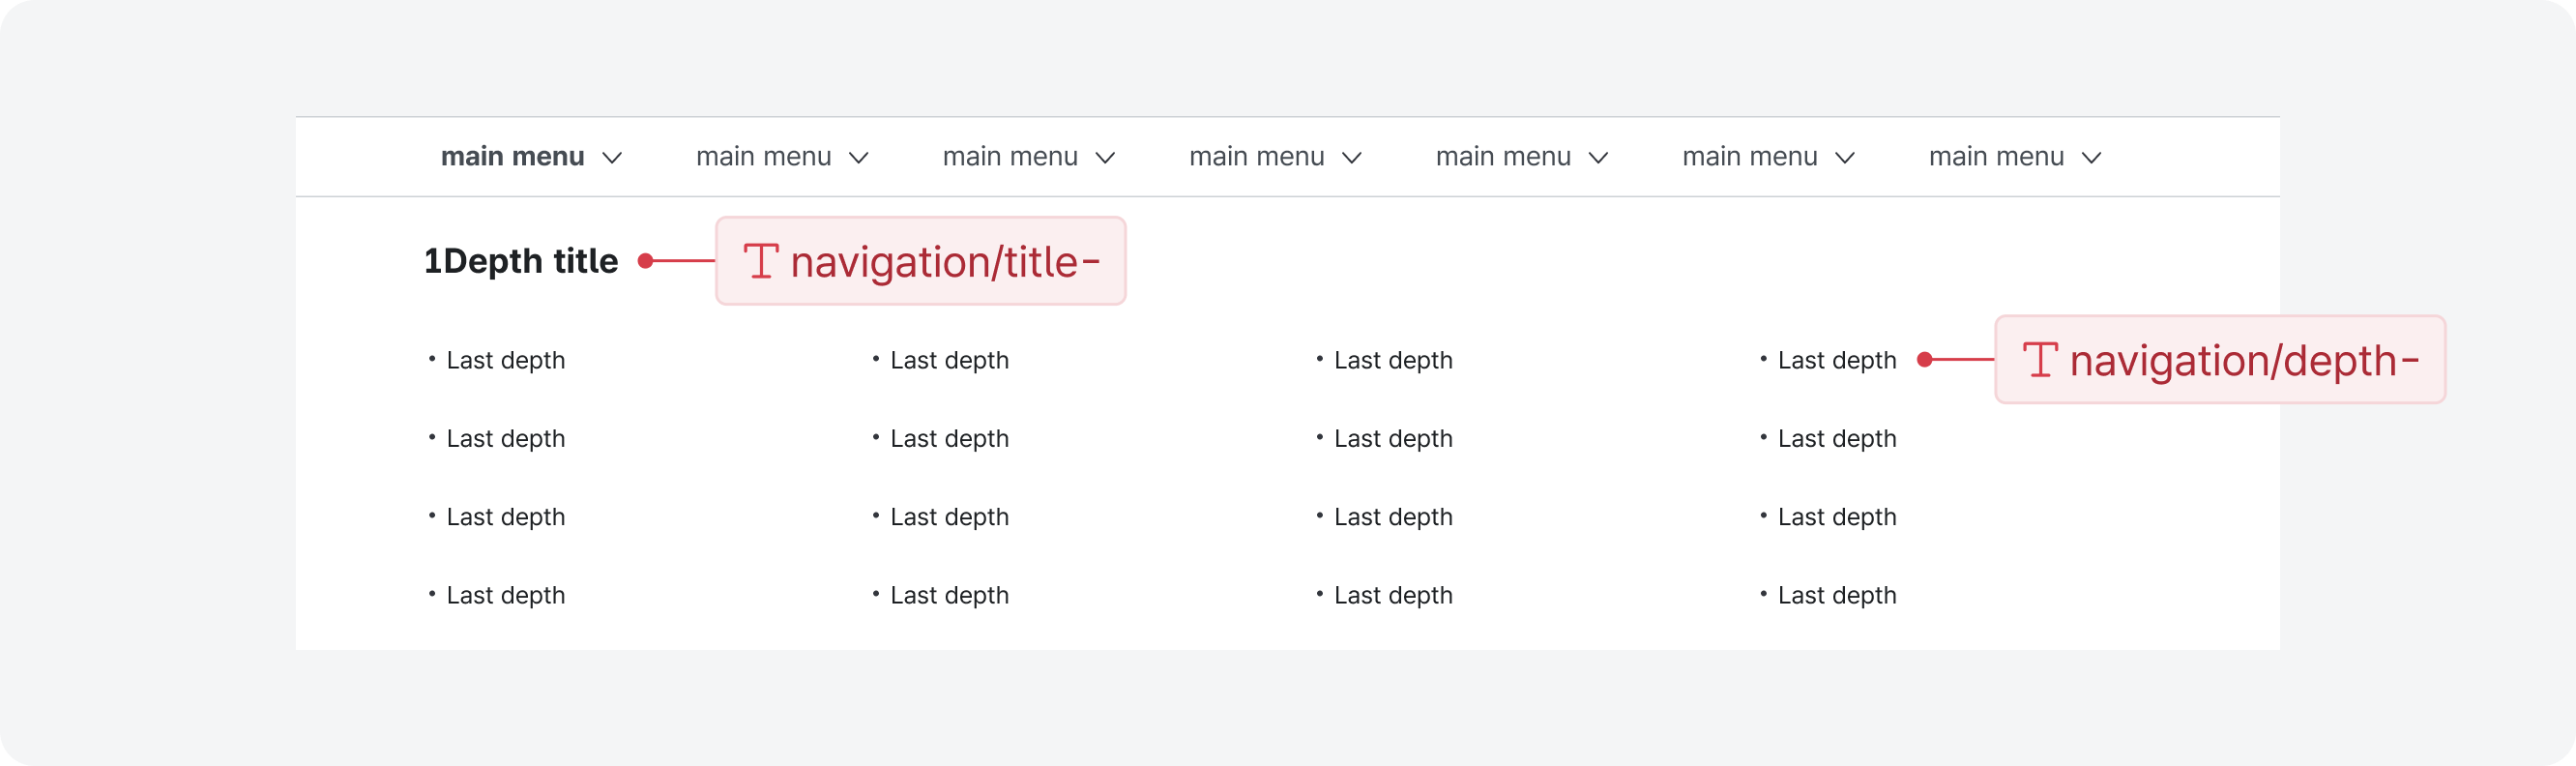 main menu main menu main menu main menu main menu main menu main menu
1Depth title navigation/title-
• Last depth • Last depth • Last depth • Last depth navigation/depth-
• Last depth • Last depth • Last depth • Last depth
• Last depth • Last depth • Last depth • Last depth
• Last depth • Last depth • Last depth • Last depth